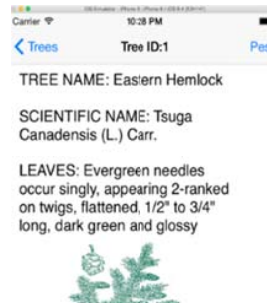 Carrier 10:28 PM
Trees Tree ID:1 Pes
TREE NAME: Eastern Hemlock
SCIENTIFIC NAME: Tsuga
Canadensis (L.) Carr.
LEAVES: Evergreen needles
occur singly, appearing 2-ranked
on twigs, flattened, 1/2" to 3/4"
long, dark green and glossy